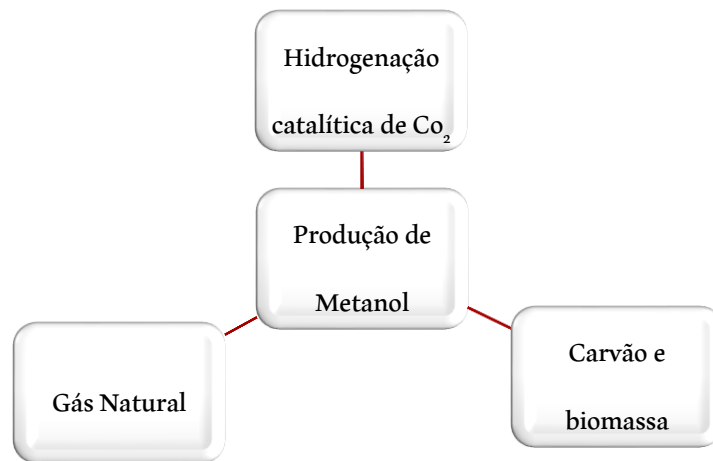 Hidrogenação
catalítica de Co₂
Produção de
Metanol
Gás Natural
Carvão e
biomassa